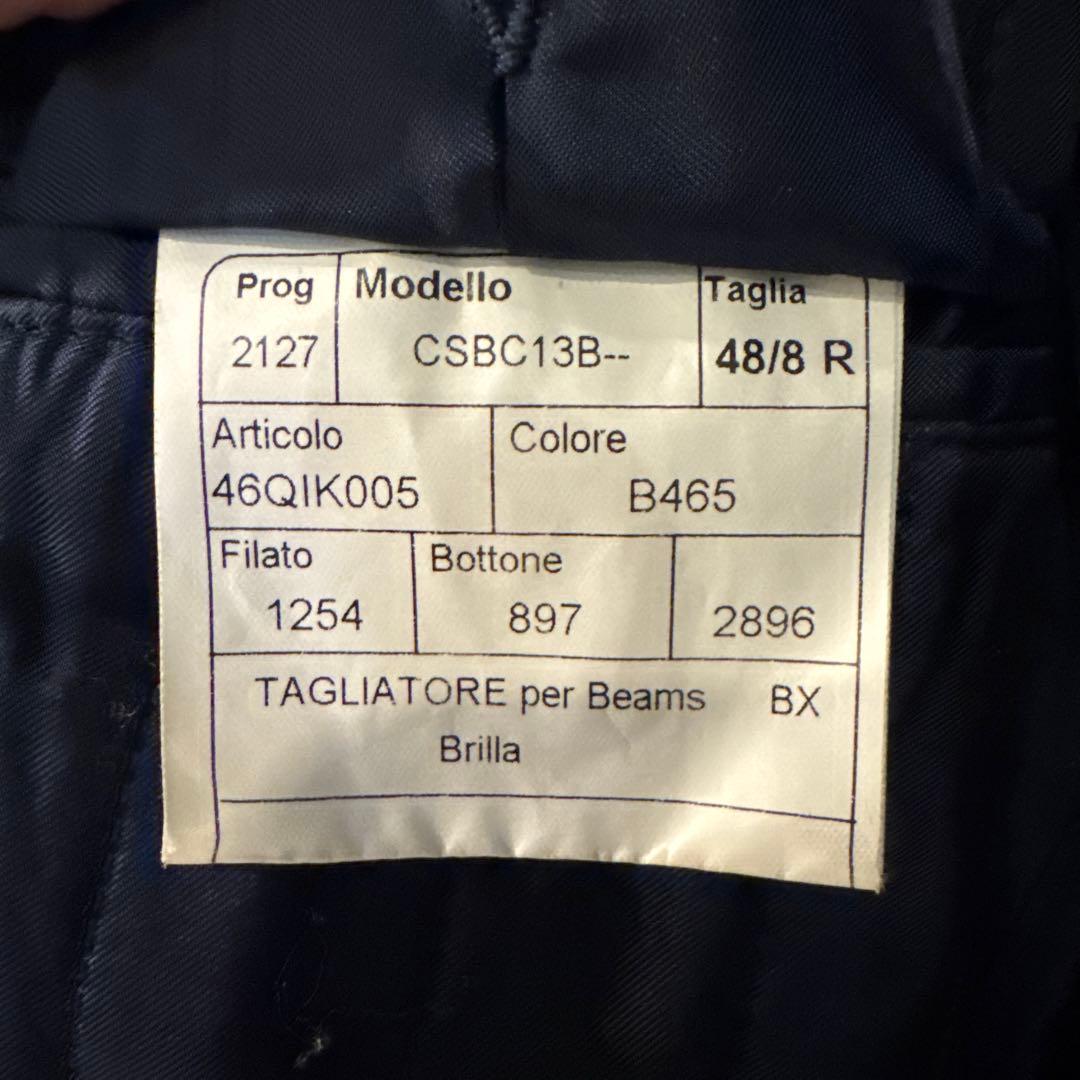 Prog Modello Taglia
2127 CSBC13B-- 48/8 R
Articolo Colore
46QIK005 B465
Filato Bottone
1254 897 2896
TAGLIATORE per Beams BX
Brilla